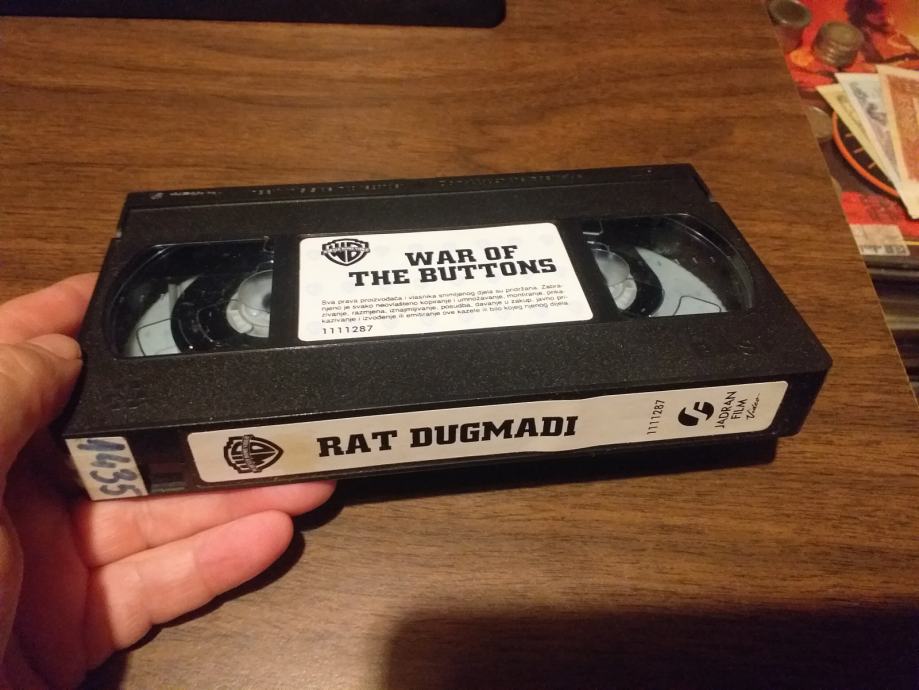 WAR OF
THE BUTTONS
Sva prava proizvođača i vlasnika snimljenog djela su pridržana. Zabra-
njeno je svako neovlašteno kopiranje i umnožavanje, montiranje, prika-
zivanje, razmjena, iznajmljivanje, posudba, davanje u zakup, javno pri-
kazivanje i izvođenje ili emitiranje ove kazete ili bilo kojeg njenog dijela.
1111287
RAT DUGMADI
1111287
JADRAN
FILM
Video
4635